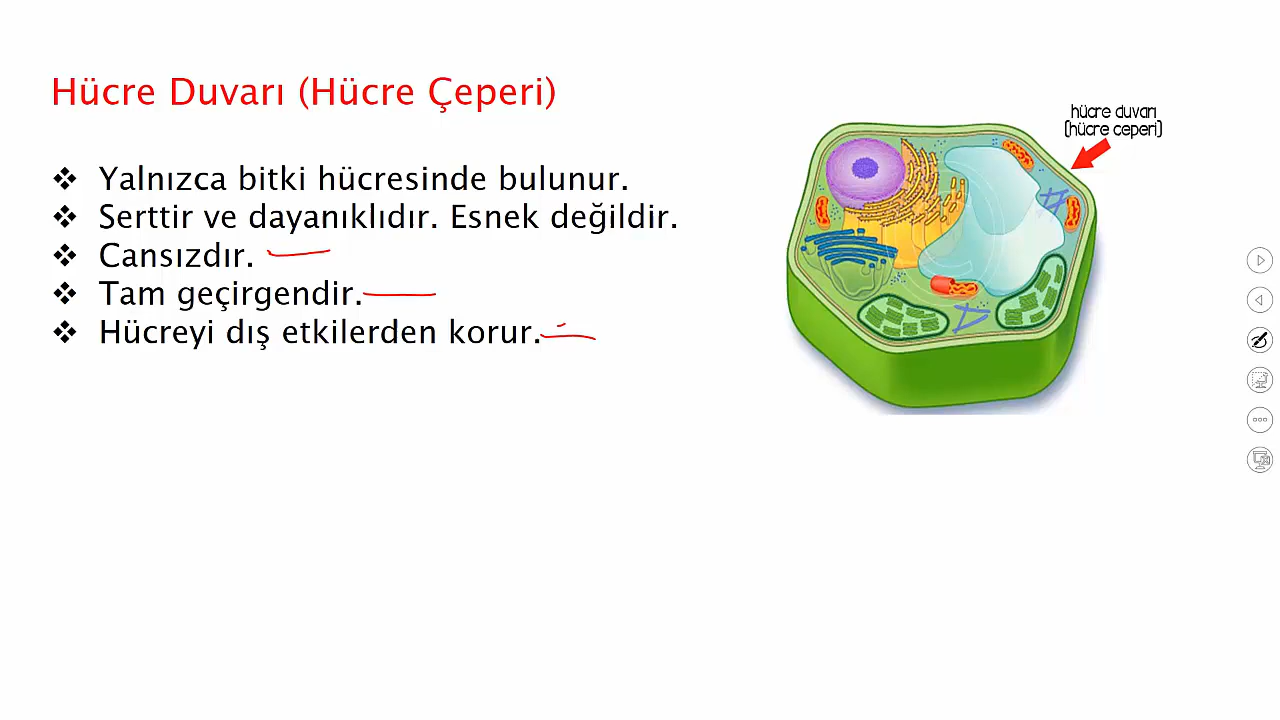 Hücre Duvarı (Hücre Çeperi)
❖ Yalnızca bitki hücresinde bulunur.
❖ Serttir ve dayanıklıdır. Esnek değildir.
❖ Cansızdır.
❖ Tam geçirgendir.
❖ Hücreyi dış etkilerden korur.
hücre duvarı
(hücre ceperi)